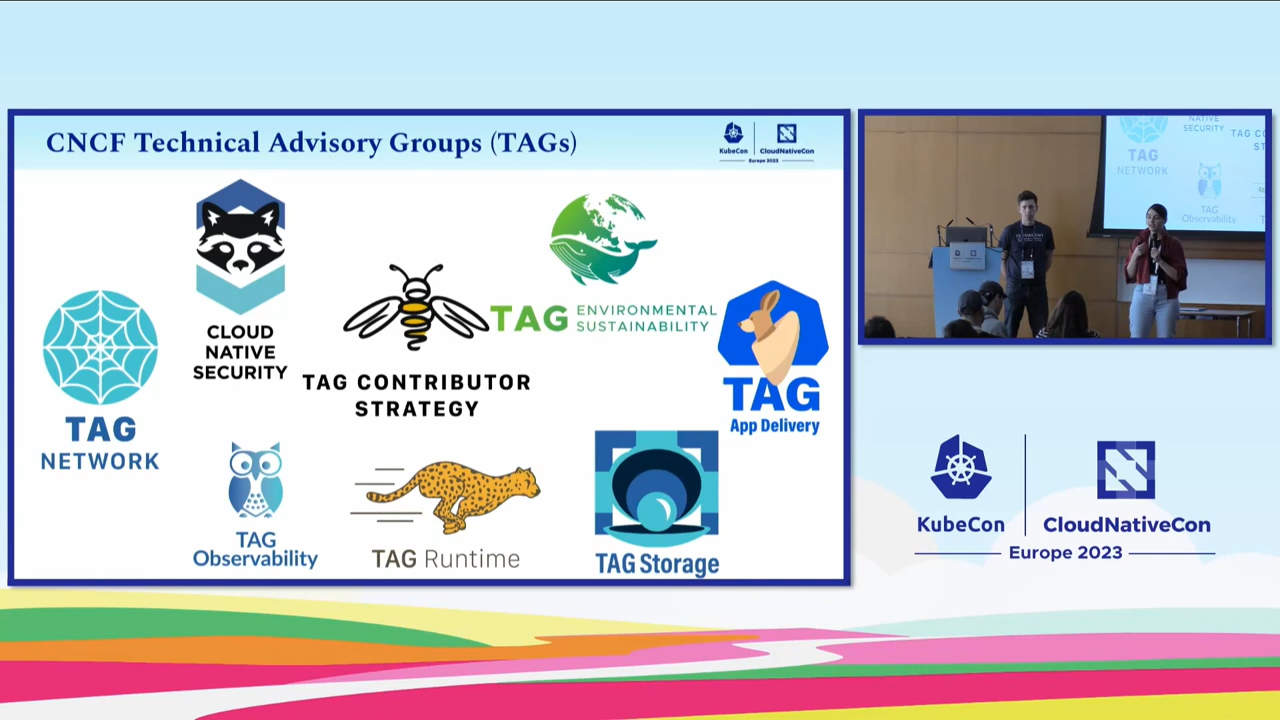 CNCF Technical Advisory Groups (TAGs)
KubeCon
CloudNativeCon
Europe 2023
CLOUD
NATIVE
SECURITY
TAG ENVIRONMENTAL
SUSTAINABILITY
TAG CONTRIBUTOR
STRATEGY
TAG
NETWORK
TAG
App Delivery
TAG
Observability
TAG Runtime
TAG Storage
NATIVE
SECURITY
TAG
NETWORK
TAG
Observability
KubeCon
CloudNativeCon
Europe 2023